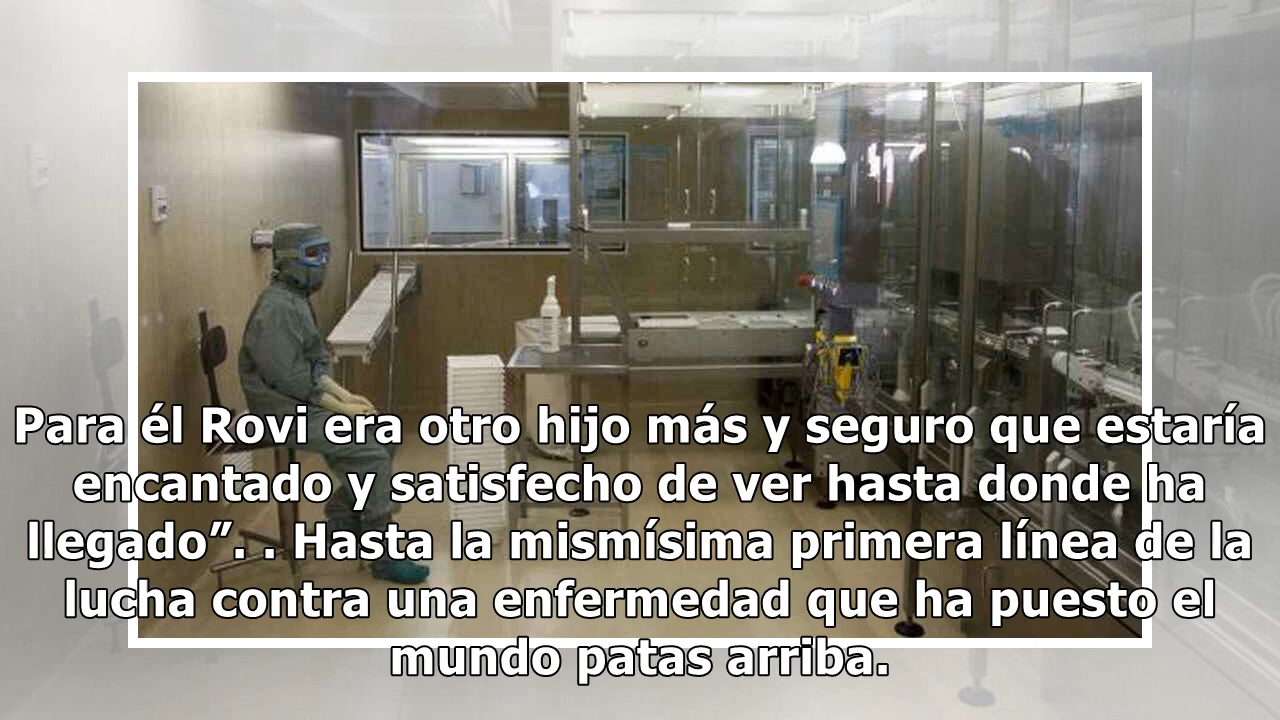 Para él Rovi era otro hijo más y seguro que estaría
encantado y satisfecho de ver hasta donde ha
llegado”. . Hasta la mismísima primera línea de la
lucha contra una enfermedad que ha puesto el
mundo patas arriba.